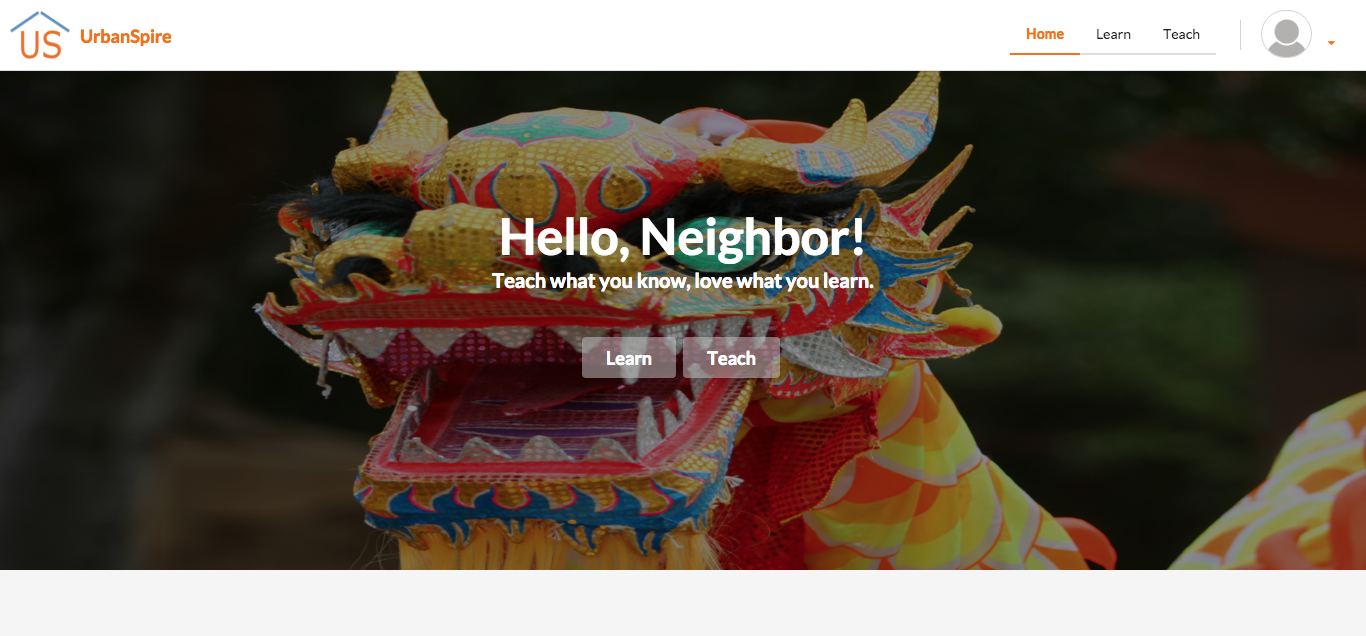 US UrbanSpire
Home Learn Teach
Hello, Neighbor!
Teach what you know, love what you learn.
Learn Teach